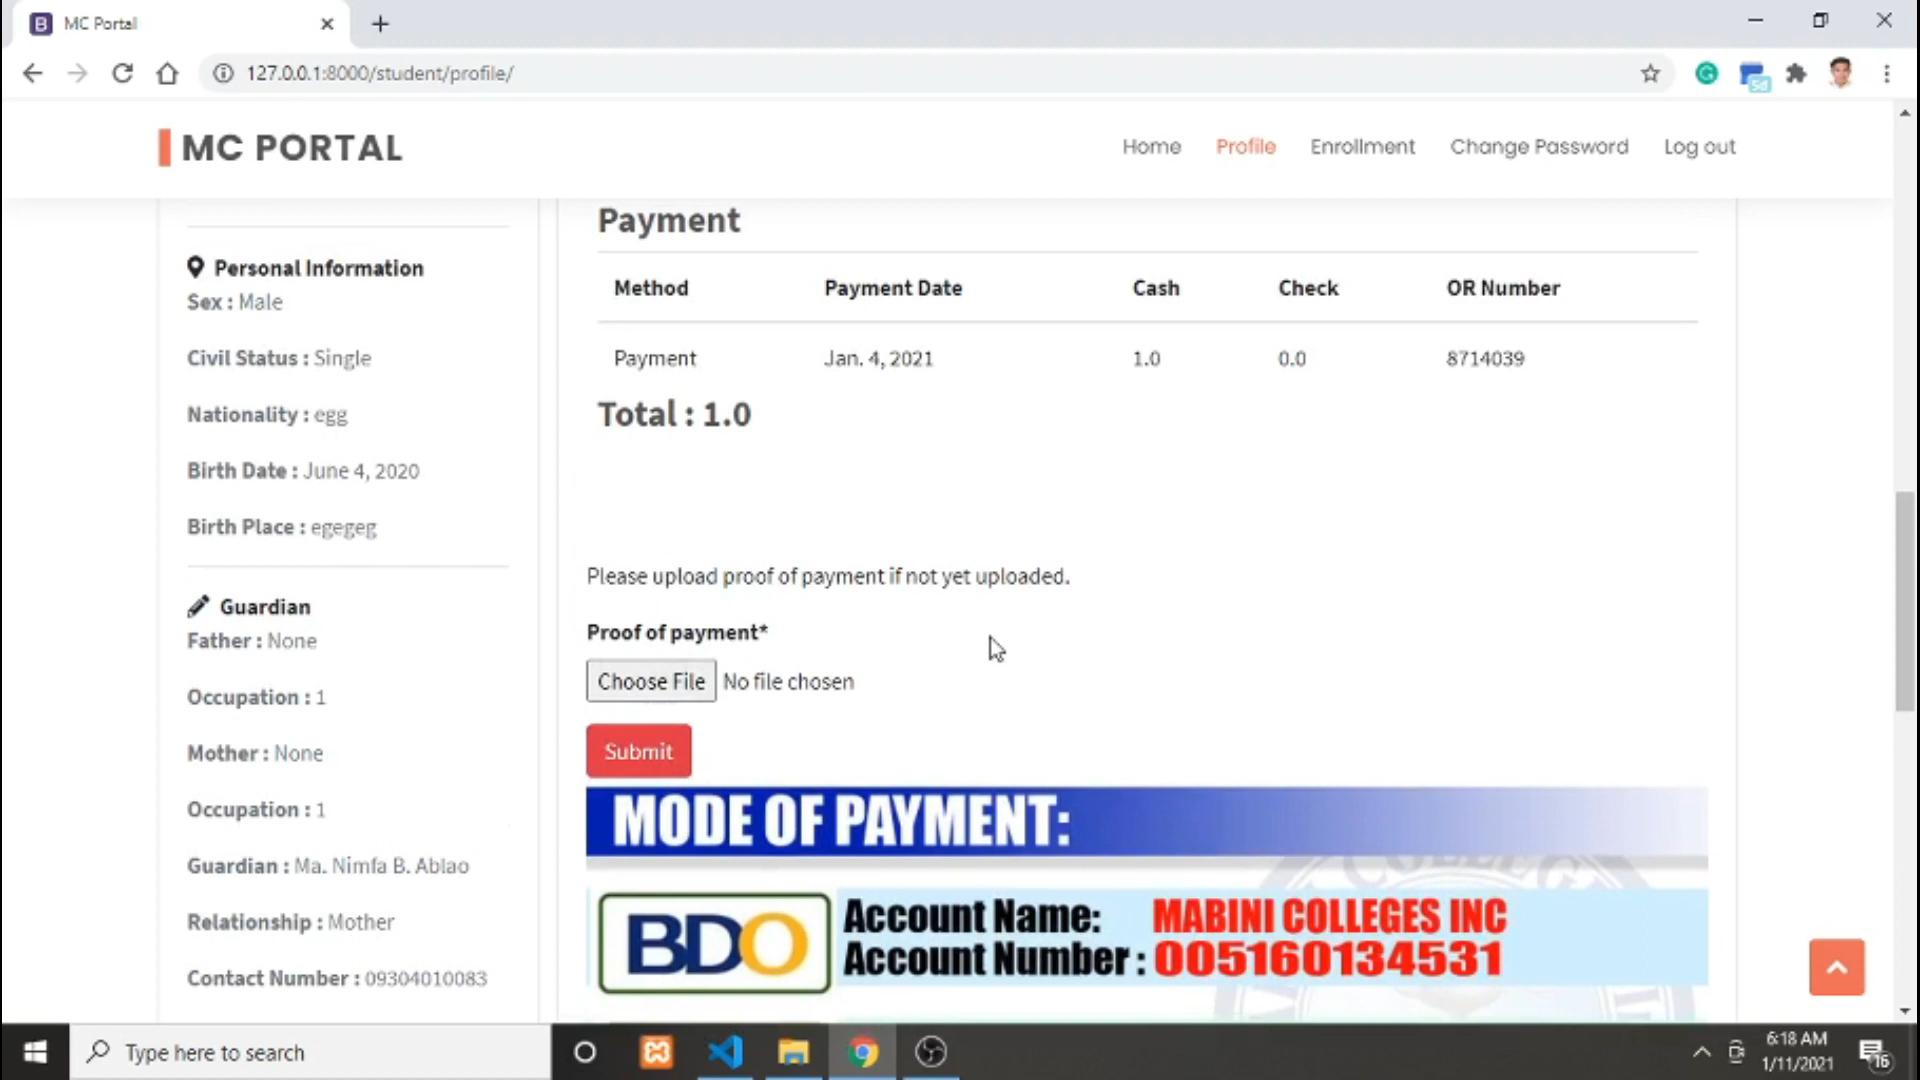 MC Portal
127.0.0.1:8000/student/profile/
MC PORTAL
Home Profile Enrollment Change Password Log out
Personal Information
Sex : Male
Civil Status : Single
Nationality : egg
Birth Date : June 4, 2020
Birth Place : egegeg
Guardian
Father : None
Occupation : 1
Mother : None
Occupation : 1
Guardian : Ma. Nimfa B. Ablao
Relationship : Mother
Contact Number : 09304010083
Payment
Method Payment Date Cash Check OR Number
Payment Jan. 4, 2021 1.0 0.0 8714039
Total : 1.0
Please upload proof of payment if not yet uploaded.
Proof of payment*
Choose File No file chosen
Submit
MODE OF PAYMENT:
BDO
Account Name: MABINI COLLEGES INC
Account Number : 005160134531
Type here to search
6:18 AM
1/11/2021
16